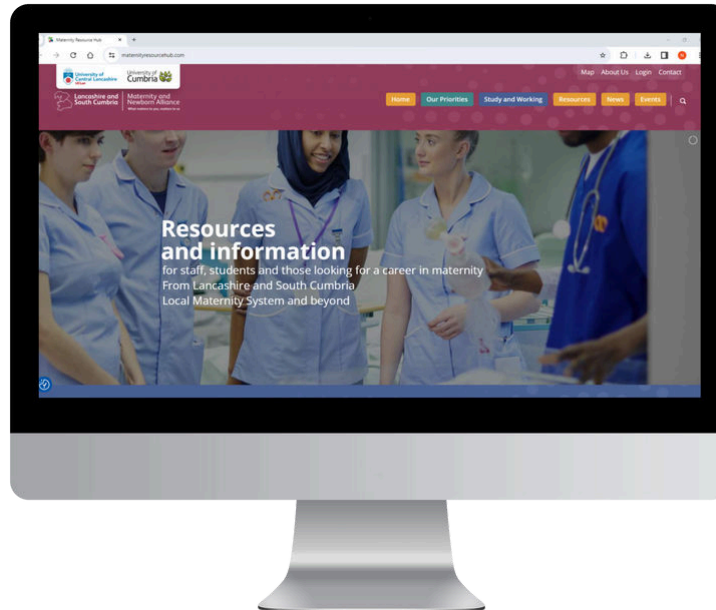 Maternity Resource Hub
maternityresourcehub.com
University of
Central Lancashire
University of
Cumbria
Map About Us Login Contact
Lancashire and
South Cumbria
Maternity and
Newborn Alliance
Home Our Priorities Study and Working Resources News Events
Resources
and information
for staff, students and those looking for a career in maternity
From Lancashire and South Cumbria
Local Maternity System and beyond